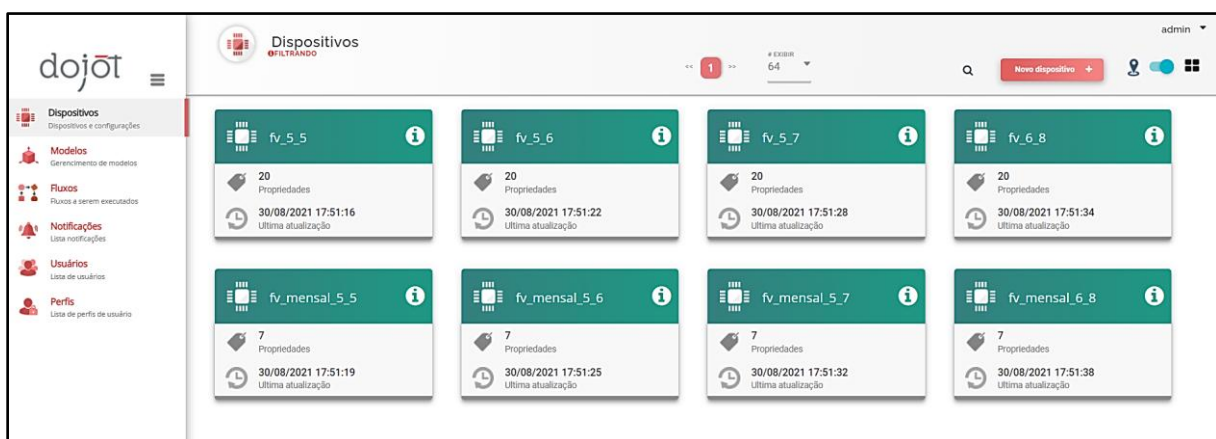 dojot
Dispositivos
Dispositivos e configurações
Modelos
Gerencimento de modelos
Fluxos
Fluxos a serem executados
Notificações
Lista notificações
Usuários
Lista de usuários
Perfis
Lista de perfis de usuário
Dispositivos
FILTRANDO
<< 1 >>
# EXIBIR
64
Novo dispositivo +
admin
fv_5_5
20
Propriedades
30/08/2021 17:51:16
Ultima atualização
fv_5_6
20
Propriedades
30/08/2021 17:51:22
Ultima atualização
fv_5_7
20
Propriedades
30/08/2021 17:51:28
Ultima atualização
fv_6_8
20
Propriedades
30/08/2021 17:51:34
Ultima atualização
fv_mensal_5_5
7
Propriedades
30/08/2021 17:51:19
Ultima atualização
fv_mensal_5_6
7
Propriedades
30/08/2021 17:51:25
Ultima atualização
fv_mensal_5_7
7
Propriedades
30/08/2021 17:51:32
Ultima atualização
fv_mensal_6_8
7
Propriedades
30/08/2021 17:51:38
Ultima atualização